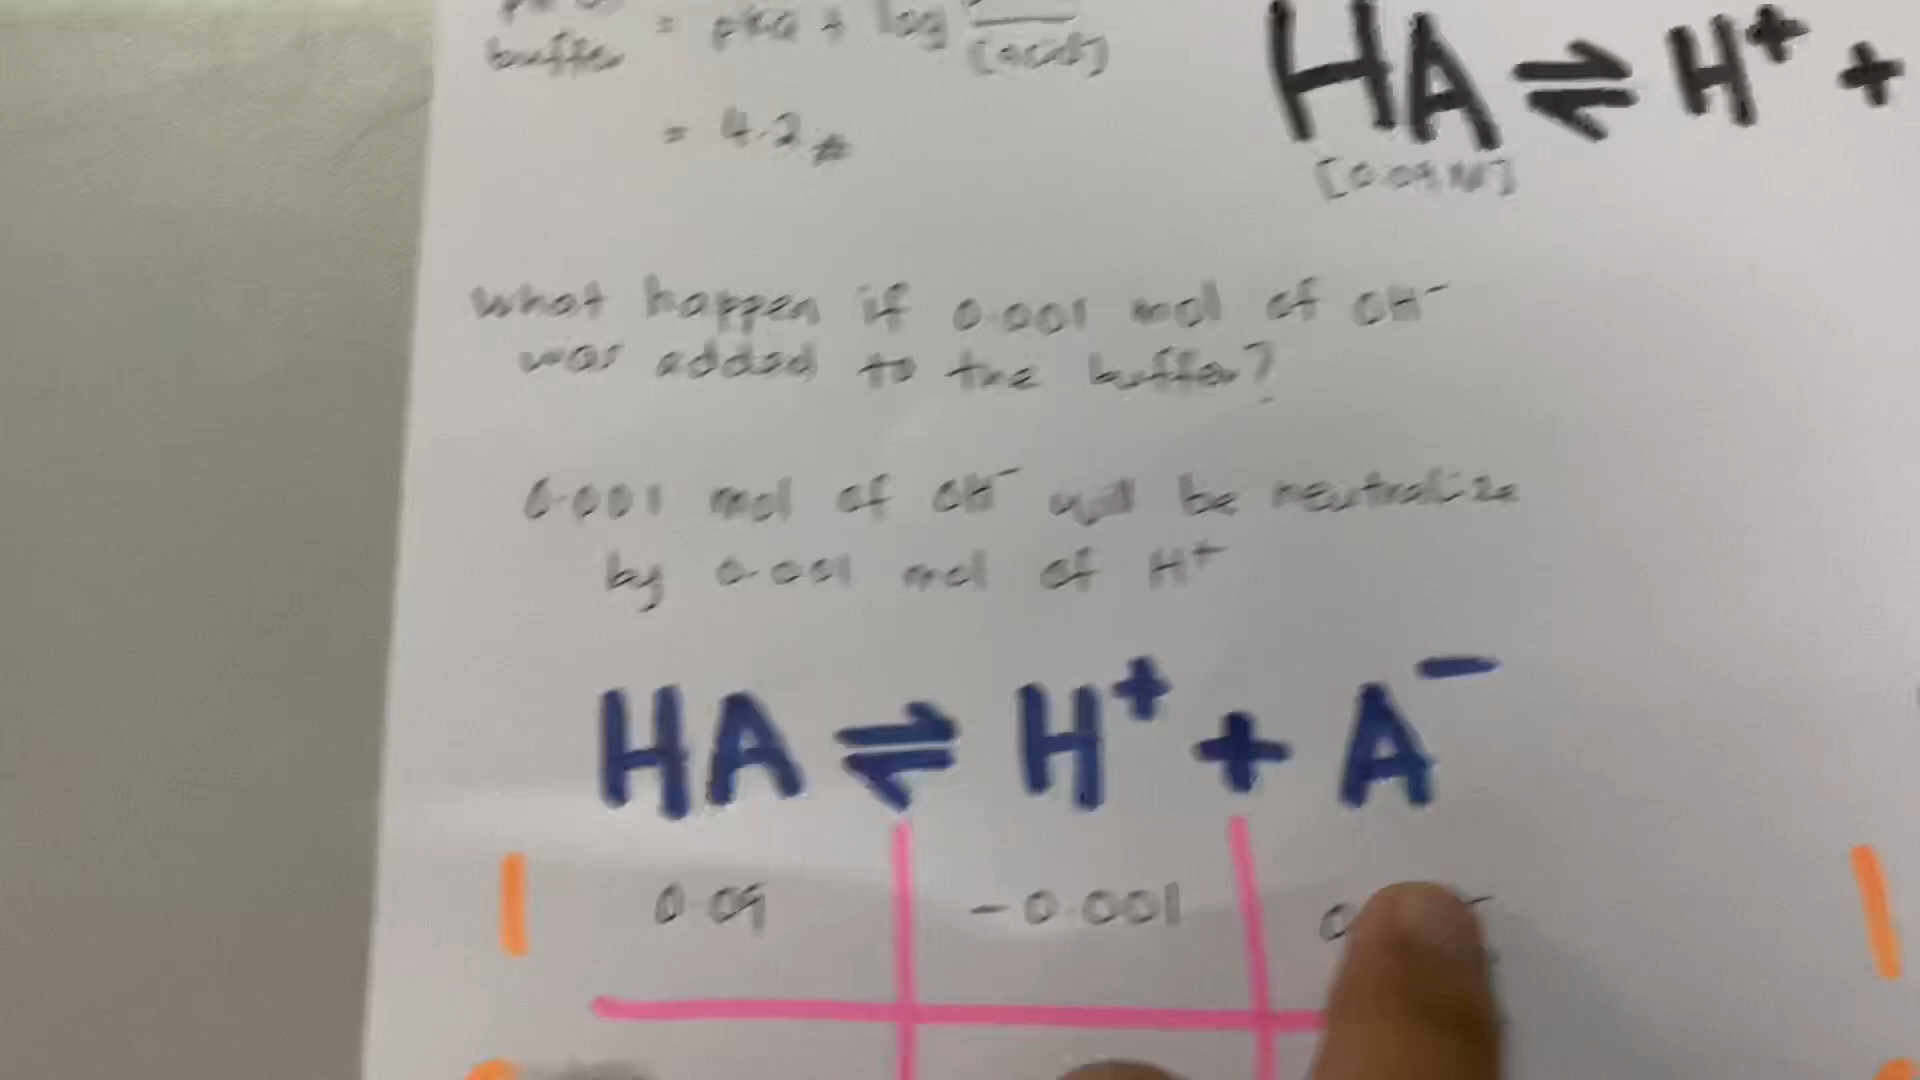 buffer = pka + log [acid]
= 4.2 #
HA ⇌ H⁺ +
[0.09 M]
what happen if 0.001 mol of OH⁻
was added to the buffer?
0.001 mol of OH⁻ will be neutralize
by 0.001 mol of H⁺
HA ⇌ H⁺ + A⁻
I 0.09 -0.001